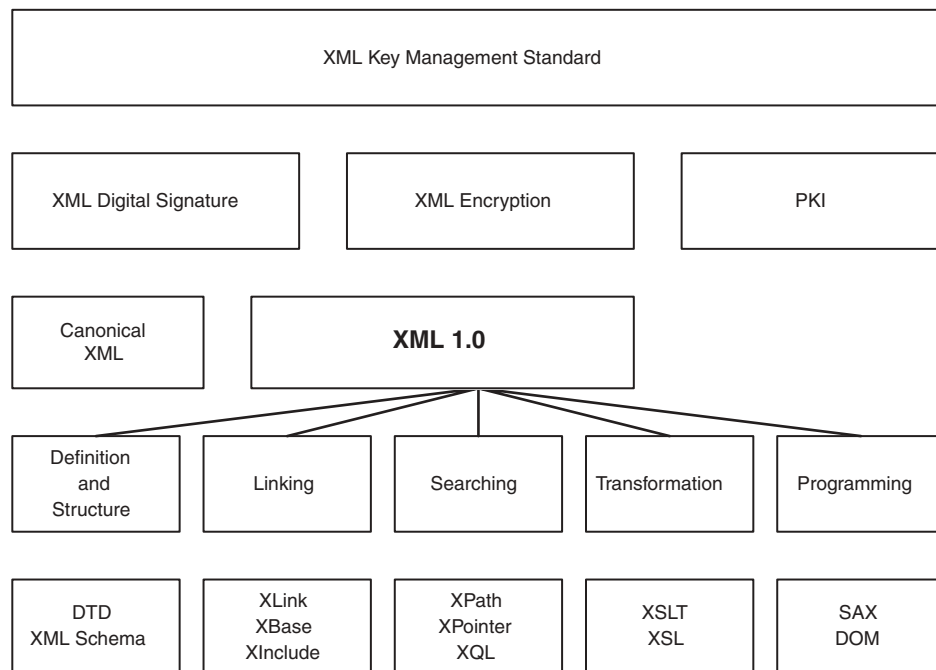 XML Key Management Standard
XML Digital Signature
XML Encryption
PKI
Canonical
XML
XML 1.0
Definition
and
Structure
Linking
Searching
Transformation
Programming
DTD
XML Schema
XLink
XBase
XInclude
XPath
XPointer
XQL
XSLT
XSL
SAX
DOM